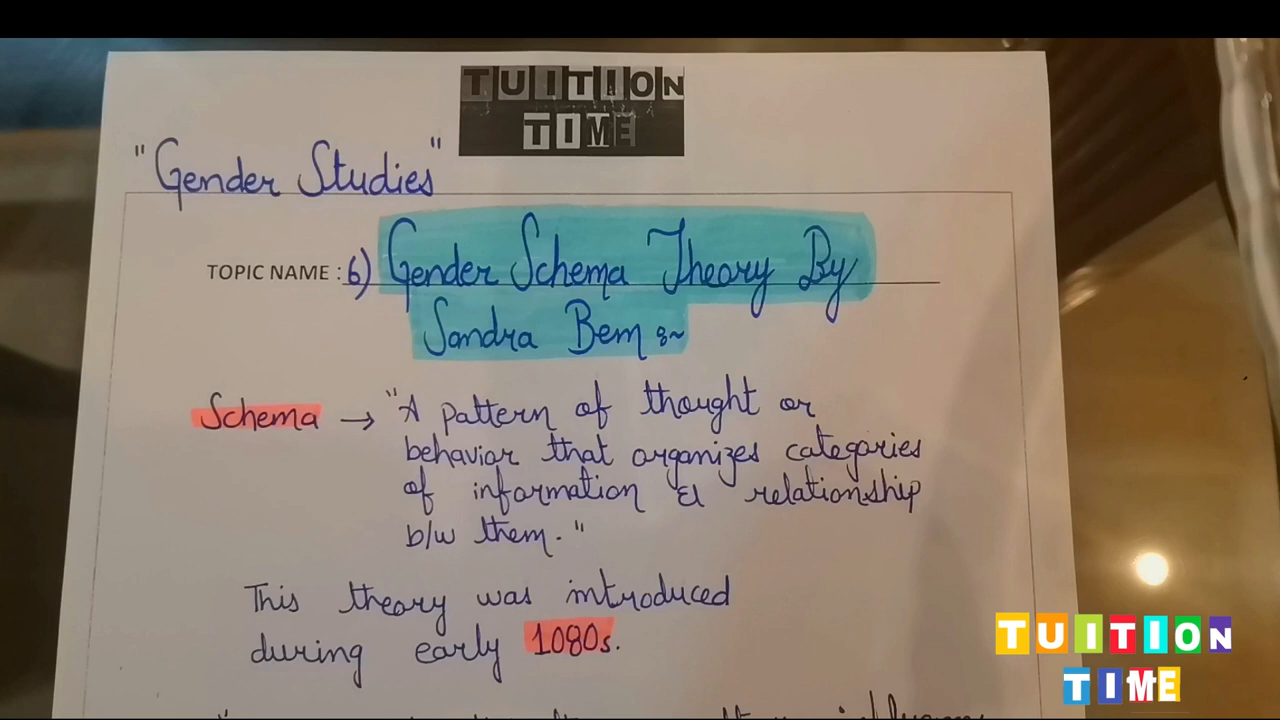 TUITION
TIME
"Gender Studies"
TOPIC NAME : 6) Gender Schema Theory By
Sandra Bem :~
Schema → "A pattern of thought or
behavior that organizes categories
of information & relationship
b/w them."
This theory was introduced
during early 1080s.
TUITION
TIME